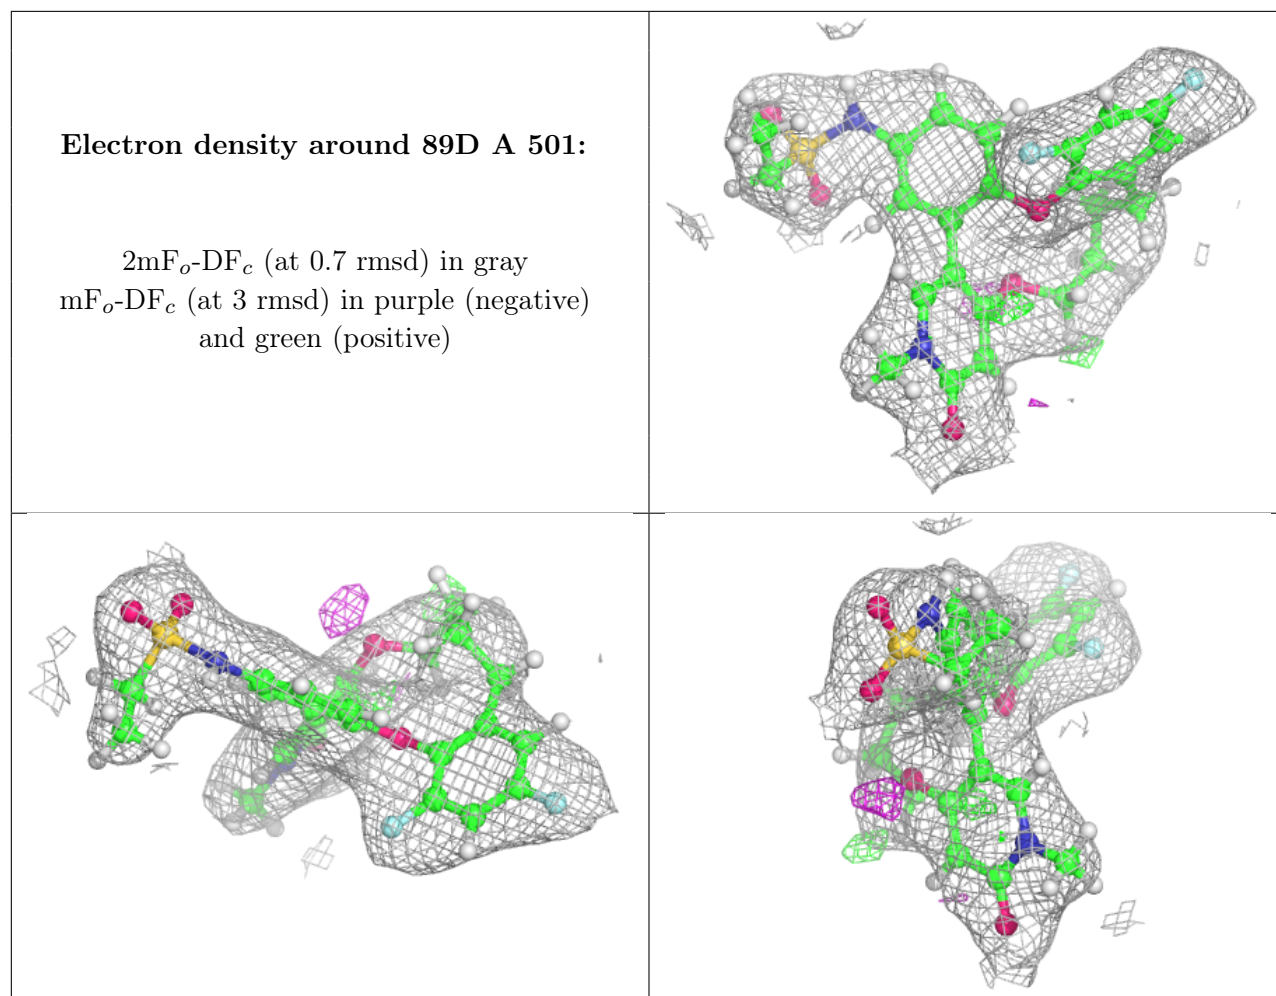 Electron density around 89D A 501:
2mFo-DFc (at 0.7 rmsd) in gray
mFo-DFc (at 3 rmsd) in purple (negative)
and green (positive)